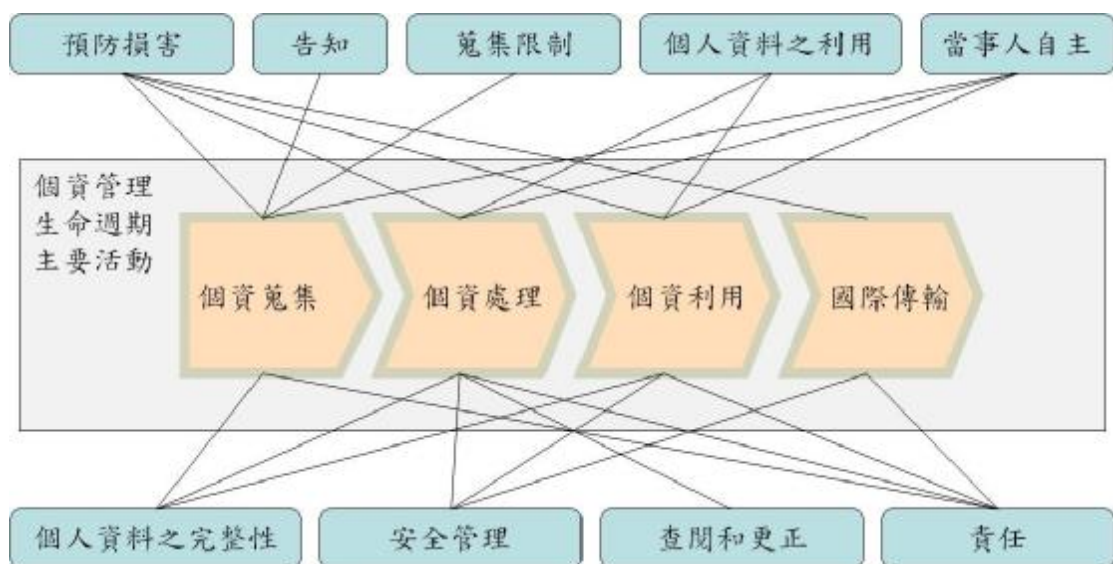 預防損害
告知
蒐集限制
個人資料之利用
當事人自主
個資管理
生命週期
主要活動
個資蒐集
個資處理
個資利用
國際傳輸
個人資料之完整性
安全管理
查閱和更正
責任